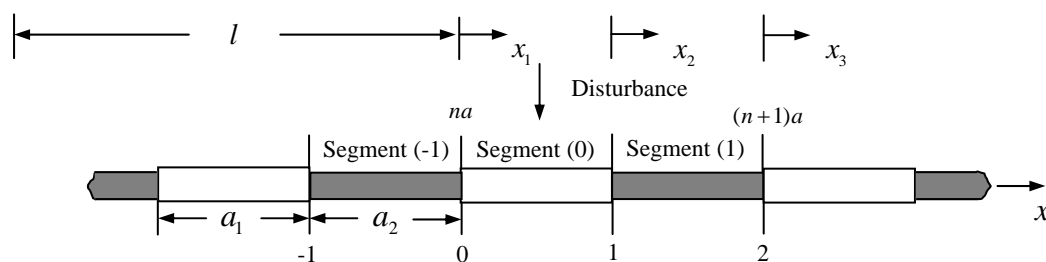 l
x₁ x₂ x₃
Disturbance
na (n+1)a
Segment (-1) Segment (0) Segment (1)
a₁ a₂ x
-1 0 1 2